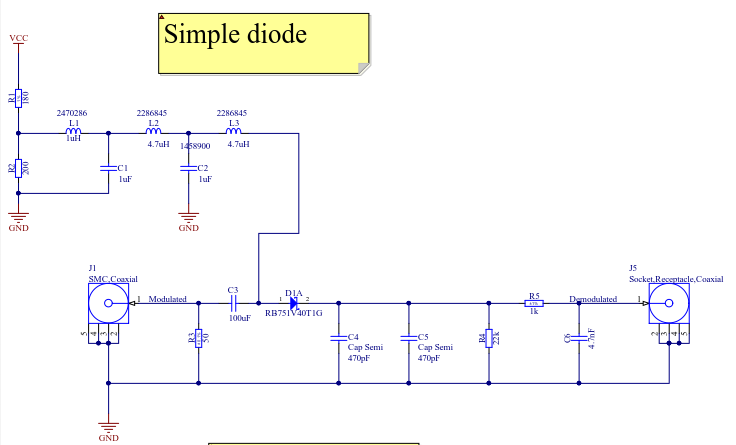 Simple diode
VCC
R1
180
2470286
L1
1uH
2286845
L2
4.7uH
2286845
L3
4.7uH
1458900
R2
200
C1
1uF
C2
1uF
GND
GND
J1
SMC,Coaxial
1
Modulated
C3
100uF
D1A
1
2
RB751V40T1G
R5
1k
Demodulated
1
J5
Socket,Receptacle,Coaxial
5
4
3
2
R3
50
C4
Cap Semi
470pF
C5
Cap Semi
470pF
R4
22k
C6
4.7nF
2
3
4
5
GND